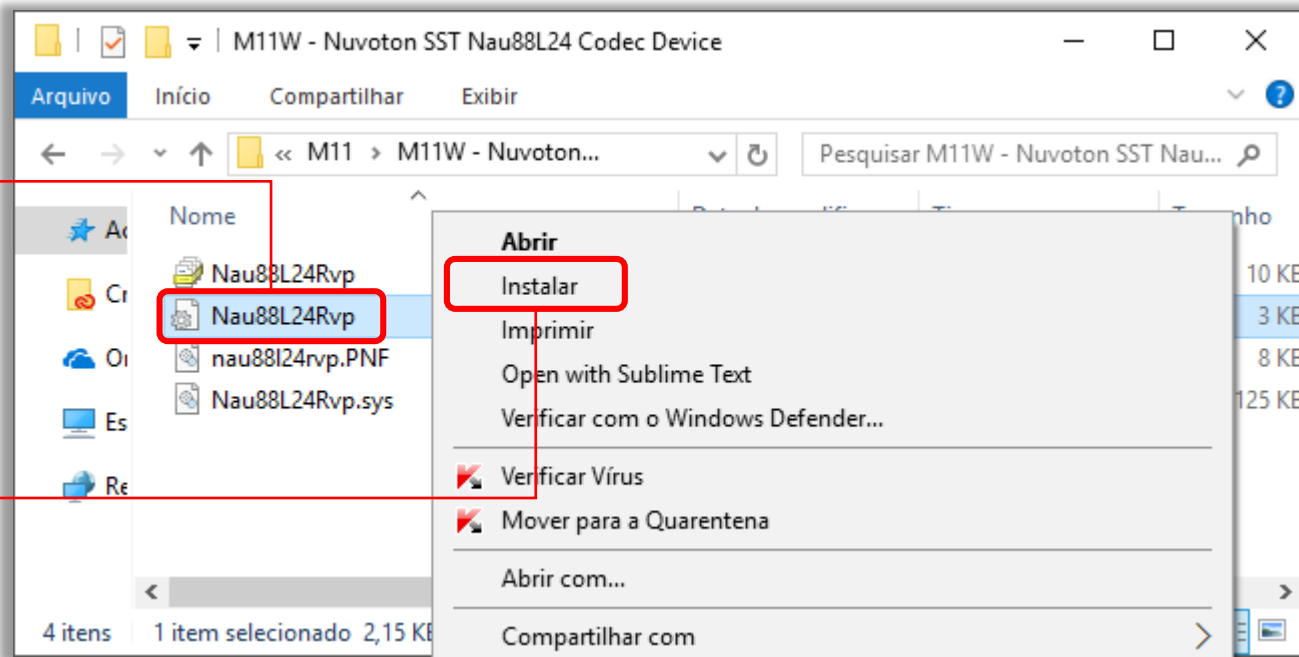 M11W - Nuvoton SST Nau88L24 Codec Device
Arquivo Início Compartilhar Exibir
« M11 > M11W - Nuvoton... Pesquisar M11W - Nuvoton SST Nau...
Nome
Abrir
Nau88L24Rvp Instalar 10 KB
Nau88L24Rvp Imprimir 3 KB
nau88l24rvp.PNF Open with Sublime Text 8 KB
Nau88L24Rvp.sys Verificar com o Windows Defender... 125 KB
Verificar Vírus
Mover para a Quarentena
Abrir com...
4 itens 1 item selecionado 2,15 KB Compartilhar com